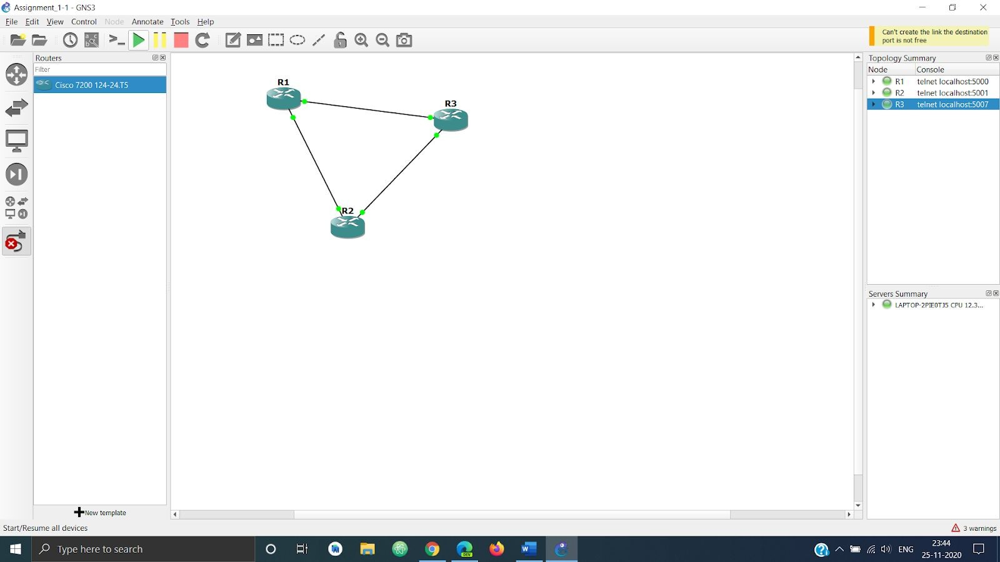 Assignment_1-1 - GNS3
File Edit View Control Node Annotate Tools Help
Can't create the link the destination
port is not free
Routers
Filter
Cisco 7200 124-24.T5
New template
R1
R3
R2
Topology Summary
Node Console
R1 telnet localhost:5000
R2 telnet localhost:5001
R3 telnet localhost:5007
Servers Summary
LAPTOP-2PIE0TJ5 CPU 12.3...
Start/Resume all devices
3 warnings
Type here to search
DEV
W
ENG
23:44
25-11-2020